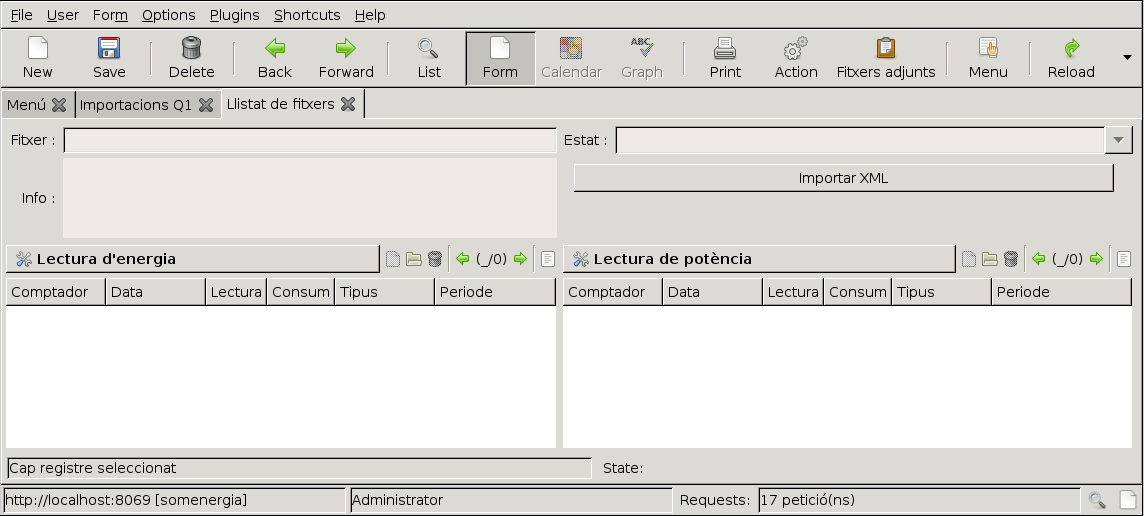 File User Form Options Plugins Shortcuts Help
New Save Delete Back Forward List Form Calendar ABC Graph Print Action Fitxers adjunts Menu Reload
Menú Importacions Q1 Llistat de fitxers
Fitxer : Estat :
Info : Importar XML
Lectura d'energia (_/0) Lectura de potència (_/0)
Comptador Data Lectura Consum Tipus Periode Comptador Data Lectura Consum Tipus Periode
Cap registre seleccionat State:
http://localhost:8069 [somenergia] Administrator Requests: 17 petició(ns)